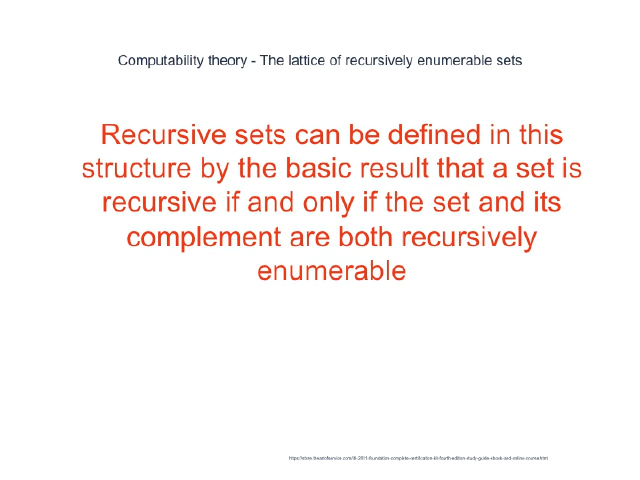 Computability theory - The lattice of recursively enumerable sets
Recursive sets can be defined in this
structure by the basic result that a set is
recursive if and only if the set and its
complement are both recursively
enumerable